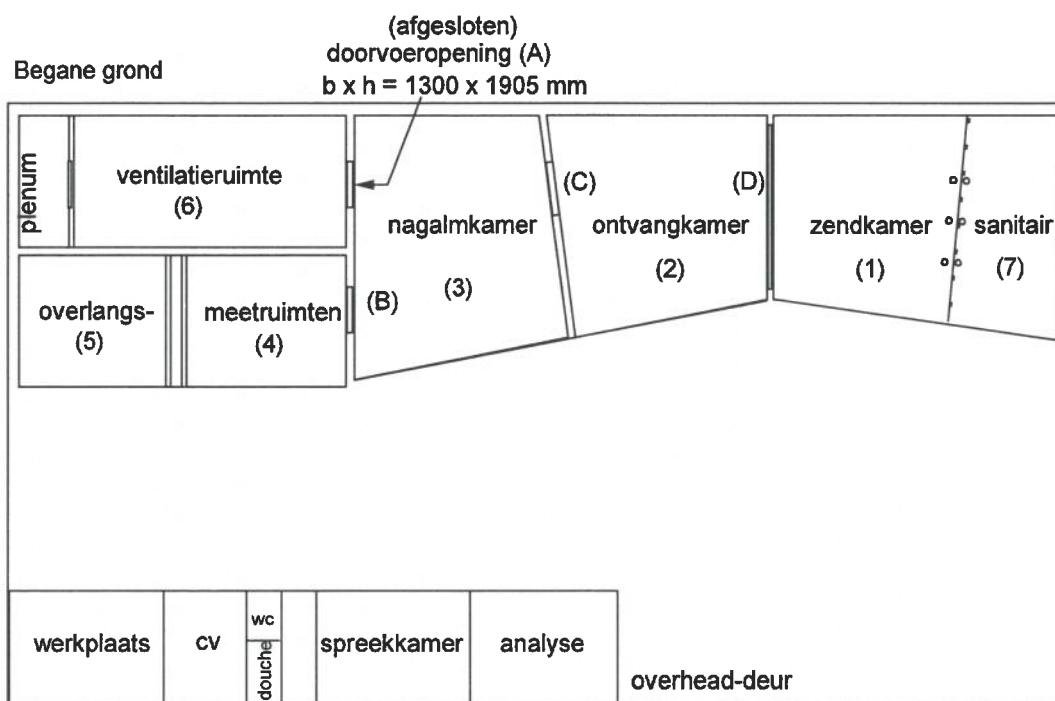 (afgesloten)
doorvoeropening (A)
b x h = 1300 x 1905 mm
Begane grond
plenum
ventilatieruimte
(6)
nagalmkamer
(3)
(C)
ontvangkamer
(2)
(D)
zendkamer
(1)
sanitair
(7)
overlangs-
(5)
meetruimten
(4)
(B)
werkplaats
cv
wc
douche
spreekkamer
analyse
overhead-deur